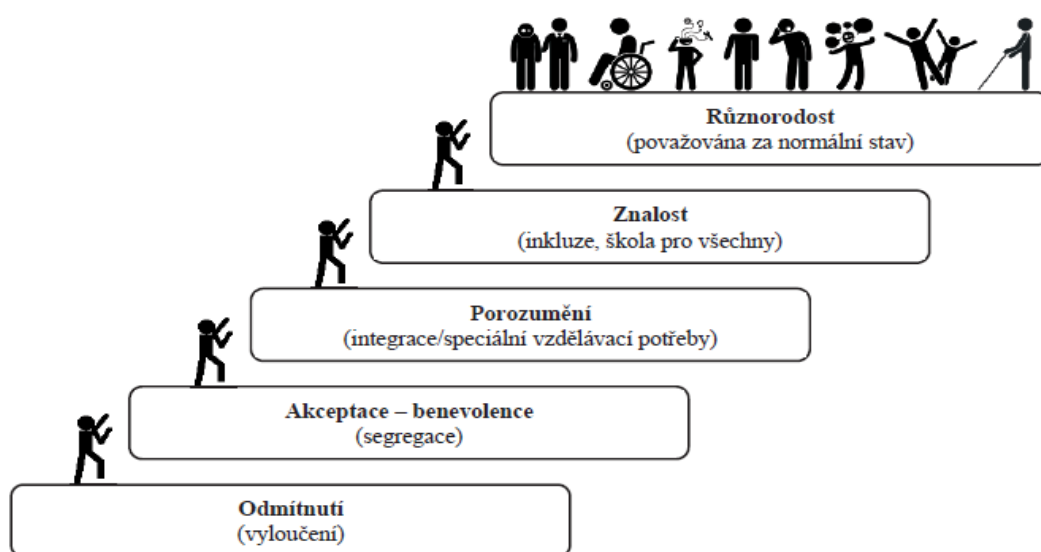 Různorodost
(považována za normální stav)
Znalost
(inkluze, škola pro všechny)
Porozumění
(integrace/speciální vzdělávací potřeby)
Akceptace – benevolence
(segregace)
Odmítnutí
(vyloučení)